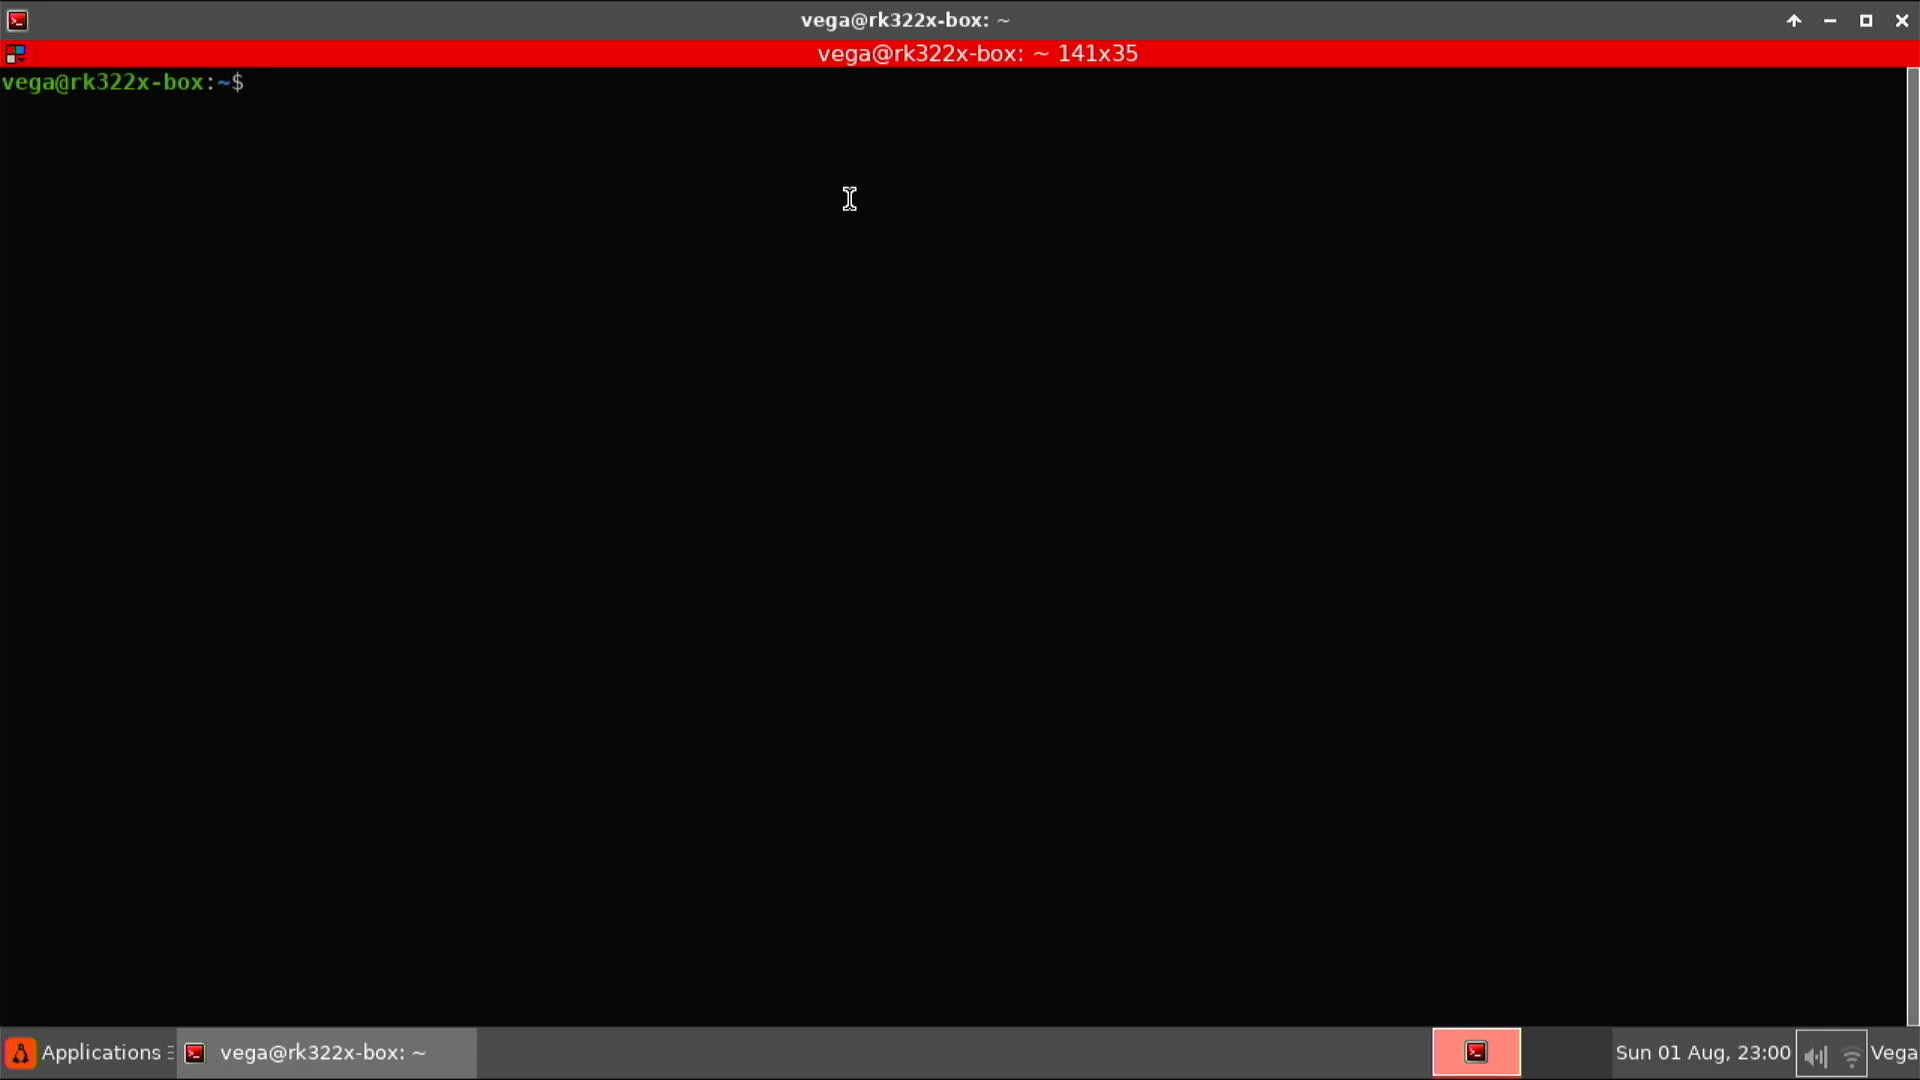 vega@rk322x-box: ~
vega@rk322x-box: ~ 141x35
vega@rk322x-box:~$
Applications
vega@rk322x-box: ~
Sun 01 Aug, 23:00
Vega